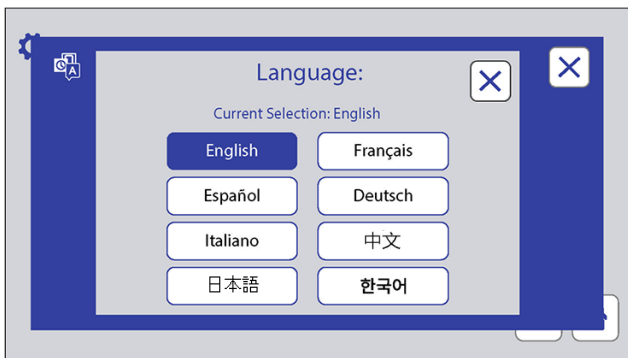 Language:
Current Selection: English
English
Français
Español
Deutsch
Italiano
中文
日本語
한국어